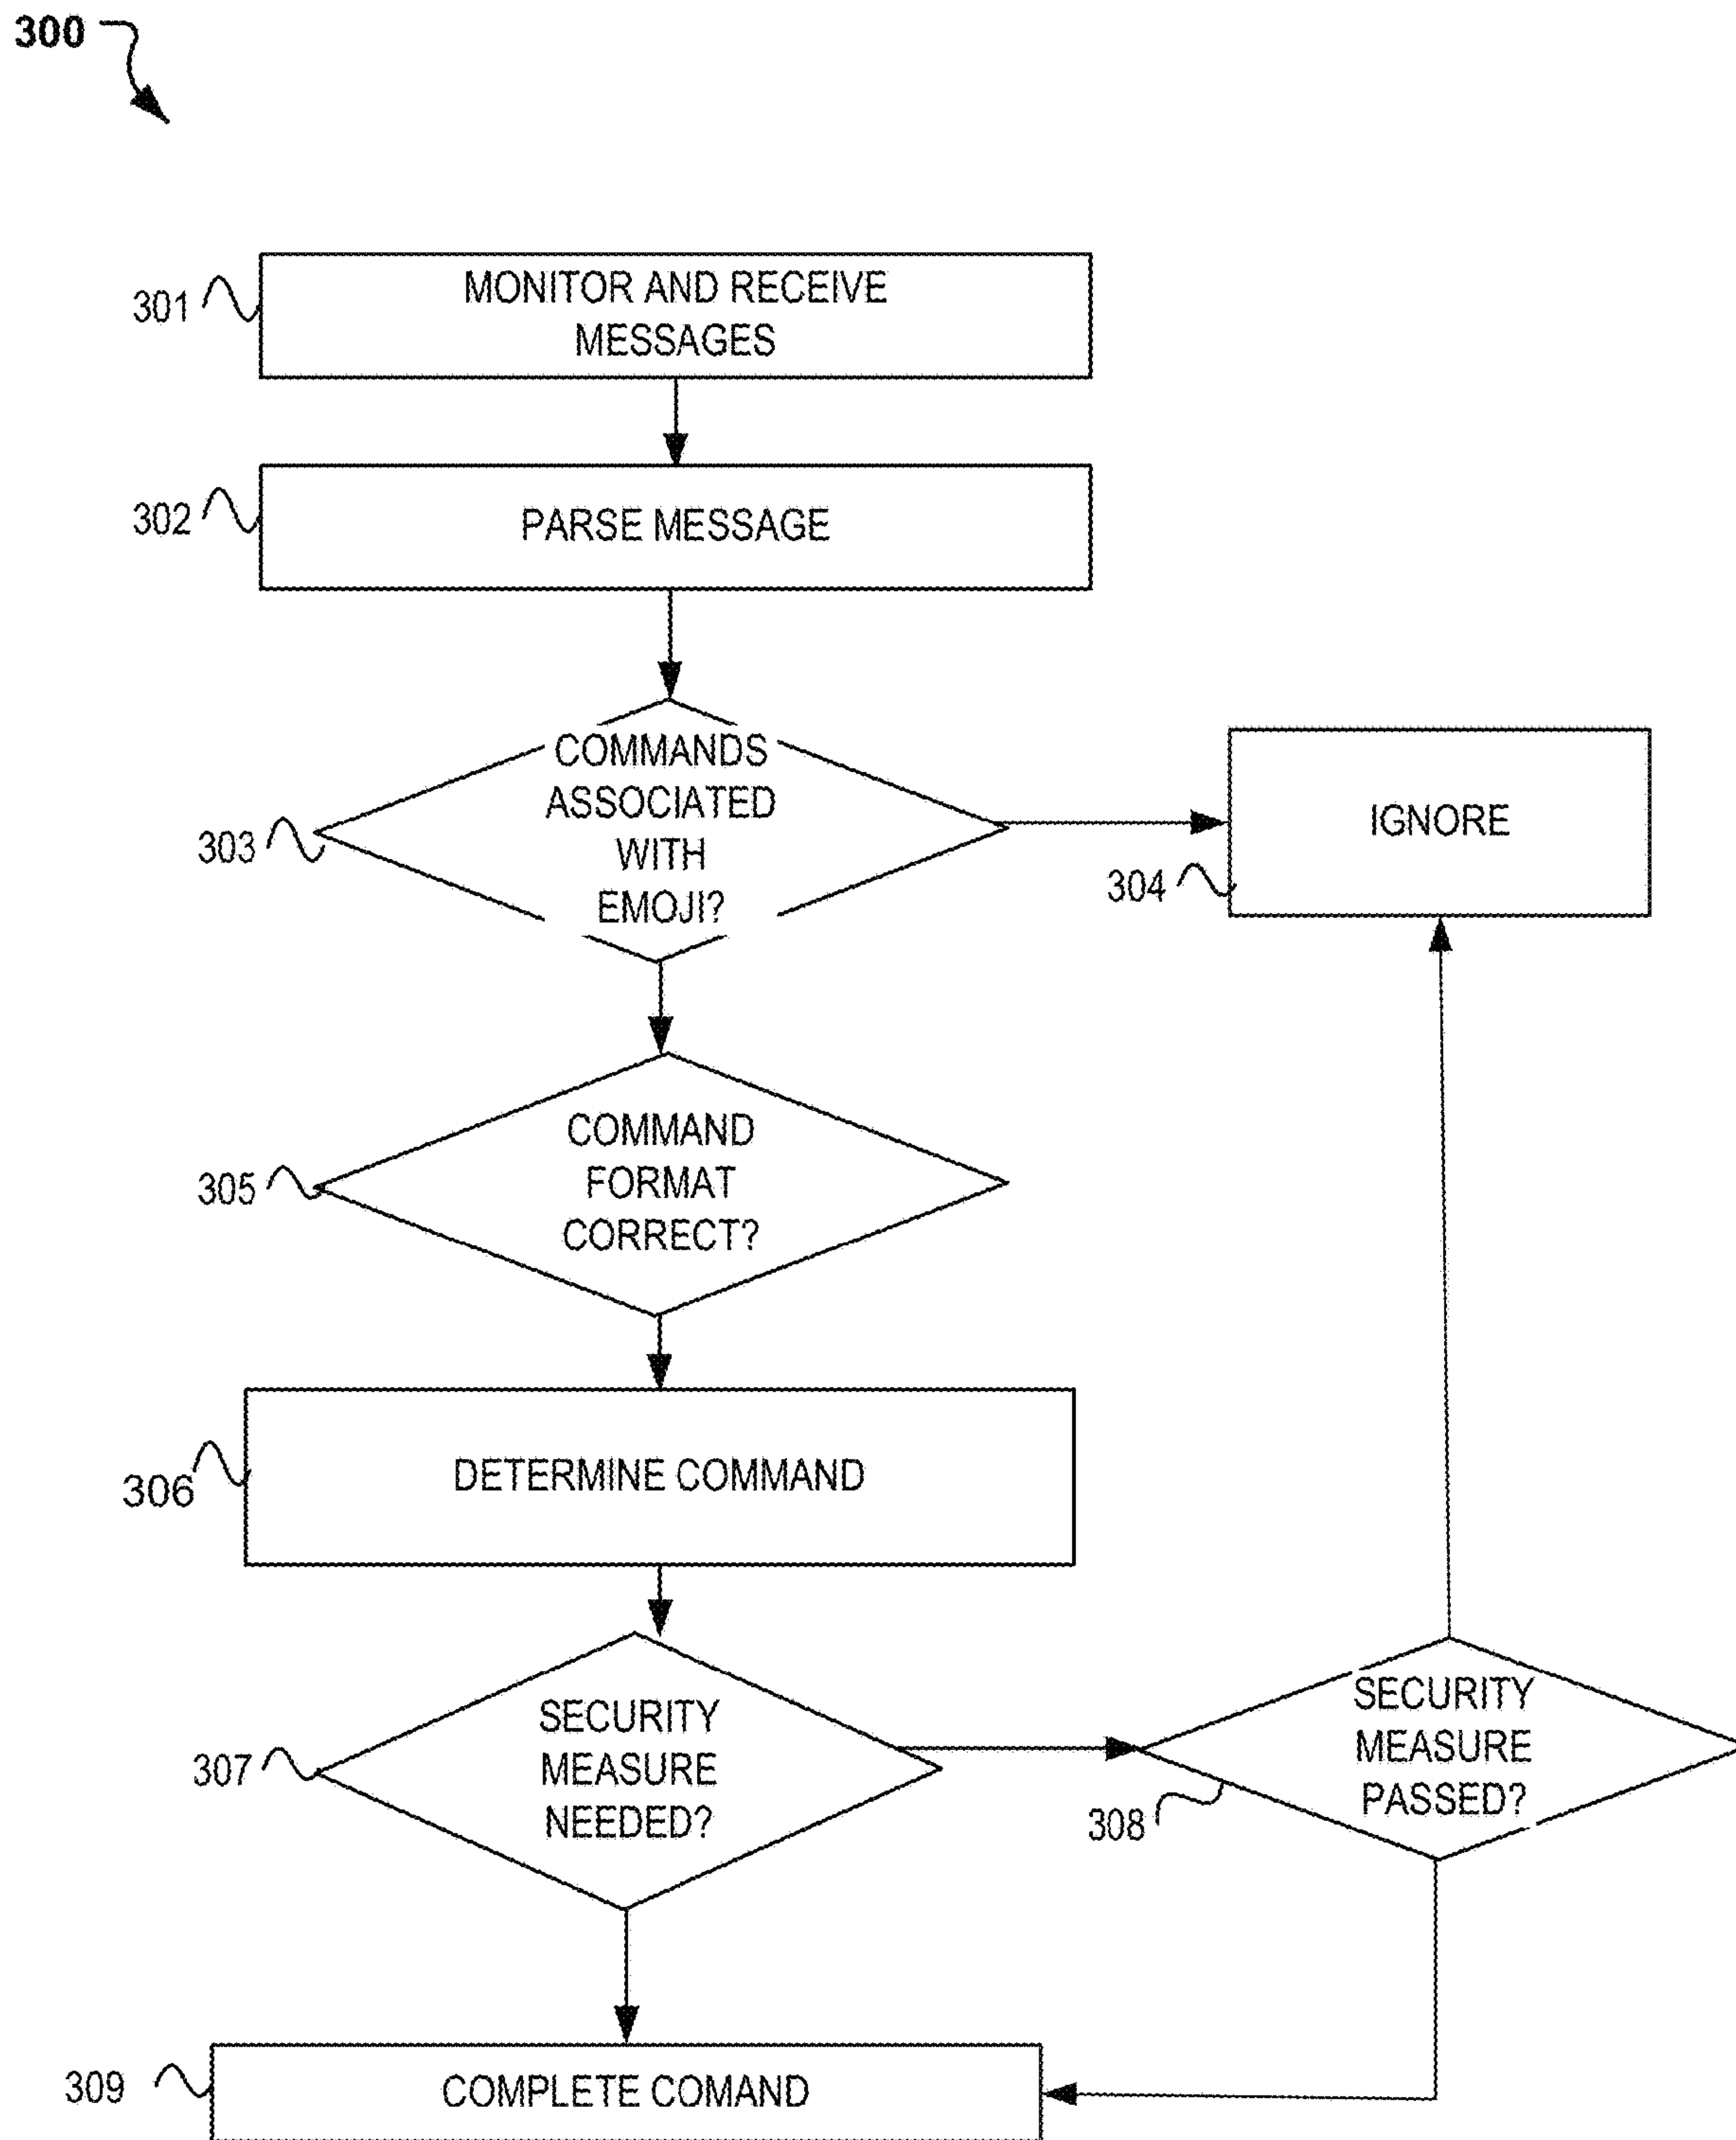 300
301
MONITOR AND RECEIVE
MESSAGES
302
PARSE MESSAGE
303
COMMANDS
ASSOCIATED
WITH
EMOJI?
IGNORE
304
305
COMMAND
FORMAT
CORRECT?
306
DETERMINE COMMAND
307
SECURITY
MEASURE
NEEDED?
308
SECURITY
MEASURE
PASSED?
309
COMPLETE COMAND